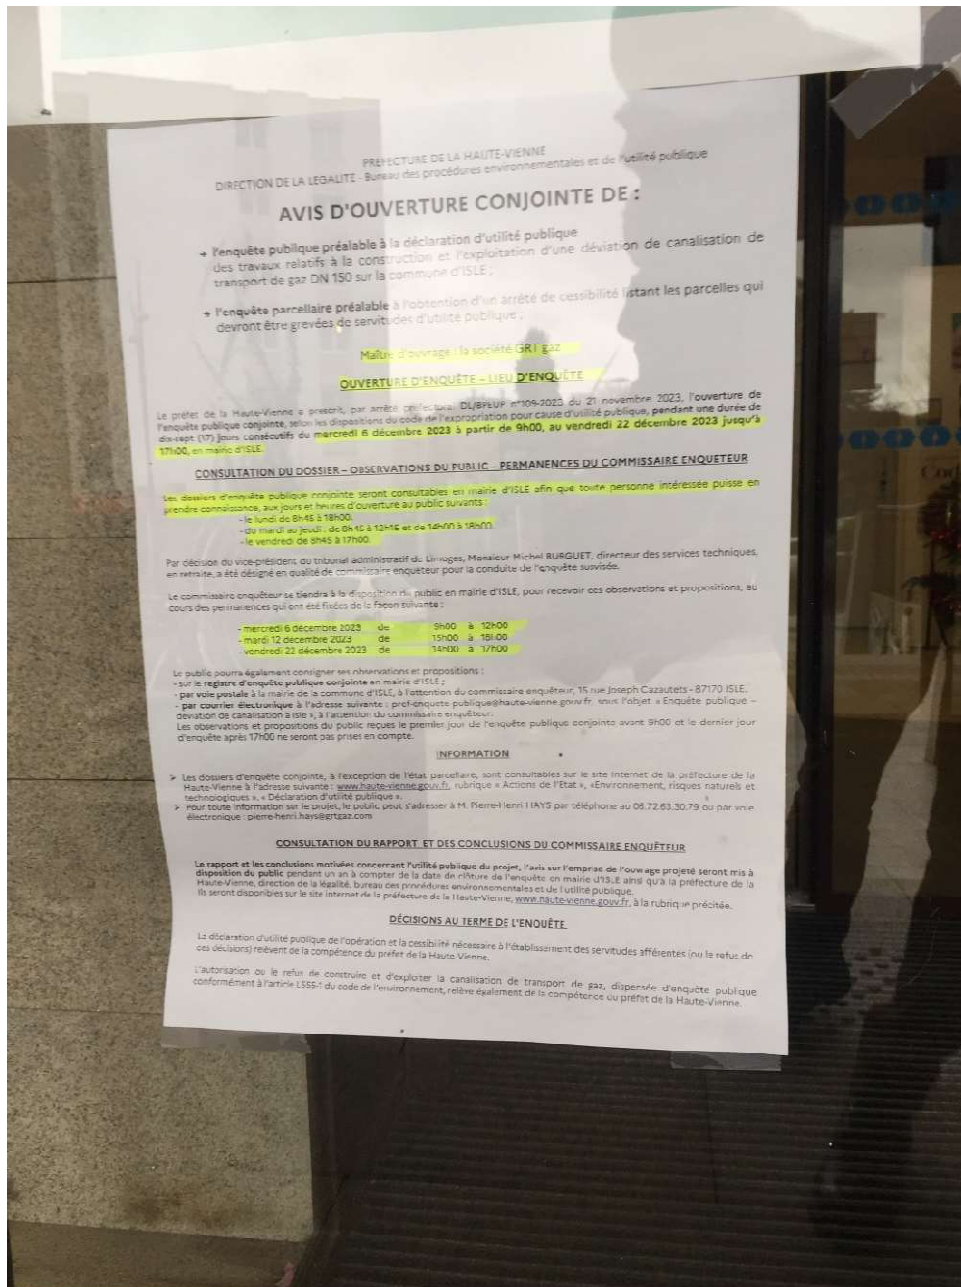 PREFECTURE DE LA HAUTE-VIENNE
DIRECTION DE LA LEGALITE - Bureau des procédures environnementales et de l'utilité publique
AVIS D'OUVERTURE CONJOINTE DE :
→ l'enquête publique préalable à la déclaration d'utilité publique
des travaux relatifs à la construction et l'exploitation d'une déviation de canalisation de
transport de gaz DN 150 sur la commune d'ISLE ;
→ l'enquête parcellaire préalable à l'obtention d'un arrêté de cessibilité listant les parcelles qui
devront être grevées de servitudes d'utilité publique ;
Maître d'ouvrage : la société GRT gaz
OUVERTURE D'ENQUÊTE – LIEU D'ENQUÊTE
Le préfet de la Haute-Vienne a prescrit, par arrêté préfectoral DL/BPEUP n°109-2023 du 21 novembre 2023, l'ouverture de
l'enquête publique conjointe, selon les dispositions du code de l'expropriation pour cause d'utilité publique, pendant une durée de
dix-sept (17) jours consécutifs du mercredi 6 décembre 2023 à partir de 9h00, au vendredi 22 décembre 2023 jusqu'à
17h00, en mairie d'ISLE.
CONSULTATION DU DOSSIER – OBSERVATIONS DU PUBLIC – PERMANENCES DU COMMISSAIRE ENQUETEUR
Les dossiers d'enquête publique conjointe seront consultables en mairie d'ISLE afin que toute personne intéressée puisse en
prendre connaissance, aux jours et heures d'ouverture au public suivants :
- le lundi de 8h45 à 18h00.
- du mardi au jeudi : de 8h45 à 12h15 et de 14h00 à 18h00.
- le vendredi de 8h45 à 17h00.
Par décision du vice-président du tribunal administratif de Limoges, Monsieur Michel BURGUET, directeur des services techniques,
en retraite, a été désigné en qualité de commissaire enquêteur pour la conduite de l'enquête susvisée.
Le commissaire enquêteur se tiendra à la disposition du public en mairie d'ISLE, pour recevoir ces observations et propositions, au
cours des permanences qui ont été fixées de la façon suivante :
- mercredi 6 décembre 2023 de 9h00 à 12h00
- mardi 12 décembre 2023 de 15h00 à 18h00
- vendredi 22 décembre 2023 de 14h00 à 17h00
Le public pourra également consigner ses observations et propositions :
- sur le registre d'enquête publique conjointe en mairie d'ISLE ;
- par voie postale à la mairie de la commune d'ISLE, à l'attention du commissaire enquêteur, 15 rue Joseph Cazautets - 87170 ISLE.
- par courrier électronique à l'adresse suivante : pref-enquete-publique@haute-vienne.gouv.fr, sous l'objet « Enquête publique –
déviation de canalisation à Isle », à l'attention du commissaire enquêteur.
Les observations et propositions du public reçues le premier jour de l'enquête publique conjointe avant 9h00 et le dernier jour
d'enquête après 17h00 ne seront pas prises en compte.
INFORMATION
➢ Les dossiers d'enquête conjointe, à l'exception de l'état parcellaire, sont consultables sur le site Internet de la préfecture de la
Haute-Vienne à l'adresse suivante : www.haute-vienne.gouv.fr, rubrique « Actions de l'Etat », «Environnement, risques naturels et
technologiques », « Déclaration d'utilité publique ».
➢ Pour toute information sur le projet, le public peut s'adresser à M. Pierre-Henri HAYS par téléphone au 06.72.63.30.79 ou par voie
électronique : pierre-henri.hays@grtgaz.com
CONSULTATION DU RAPPORT ET DES CONCLUSIONS DU COMMISSAIRE ENQUÊTEUR
Le rapport et les conclusions motivées concernant l'utilité publique du projet, l'avis sur l'emprise de l'ouvrage projeté seront mis à
disposition du public pendant un an à compter de la date de clôture de l'enquête en mairie d'ISLE ainsi qu'à la préfecture de la
Haute-Vienne, direction de la légalité, bureau des procédures environnementales et de l'utilité publique.
Ils seront disponibles sur le site internet de la préfecture de la Haute-Vienne, www.haute-vienne.gouv.fr, à la rubrique précitée.
DÉCISIONS AU TERME DE L'ENQUÊTE
La déclaration d'utilité publique de l'opération et la cessibilité nécessaire à l'établissement des servitudes afférentes (ou le refus de
ces décisions) relèvent de la compétence du préfet de la Haute Vienne.
L'autorisation ou le refus de construire et d'exploiter la canalisation de transport de gaz, dispensée d'enquête publique
conformément à l'article L555-1 du code de l'environnement, relève également de la compétence du préfet de la Haute-Vienne.